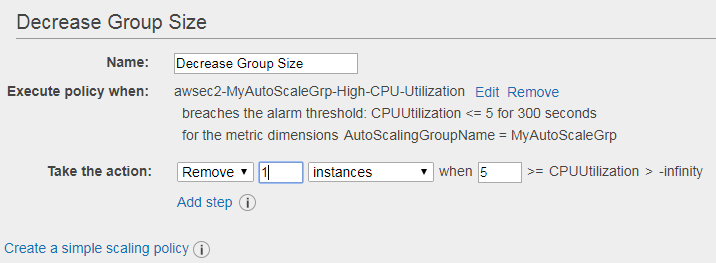 Decrease Group Size
Name: Decrease Group Size
Execute policy when: awsec2-MyAutoScaleGrp-High-CPU-Utilization Edit Remove
breaches the alarm threshold: CPUUtilization <= 5 for 300 seconds
for the metric dimensions AutoScalingGroupName = MyAutoScaleGrp
Take the action: Remove 1 instances when 5 >= CPUUtilization > -infinity
Add step i
Create a simple scaling policy i